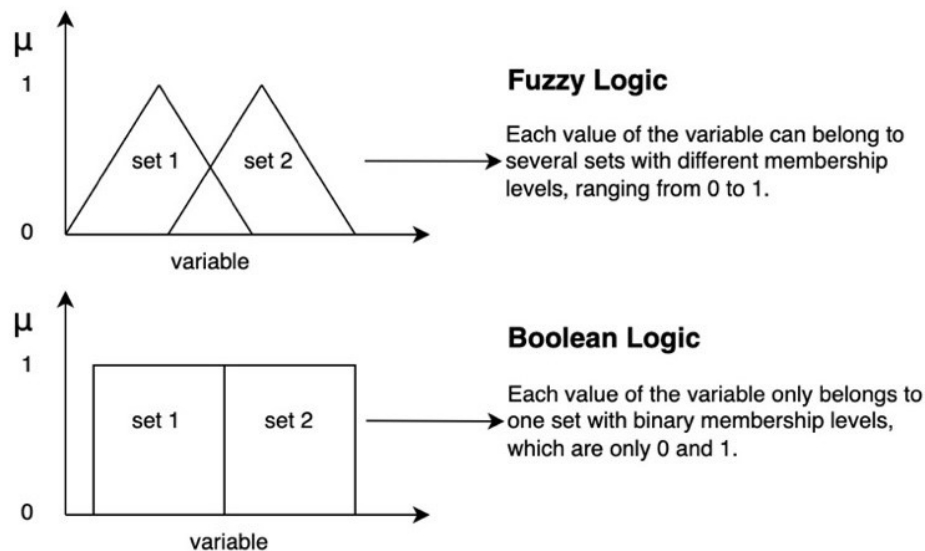 μ
1
Fuzzy Logic
set 1
set 2
Each value of the variable can belong to
several sets with different membership
levels, ranging from 0 to 1.
0
variable
μ
1
Boolean Logic
set 1
set 2
Each value of the variable only belongs to
one set with binary membership levels,
which are only 0 and 1.
0
variable